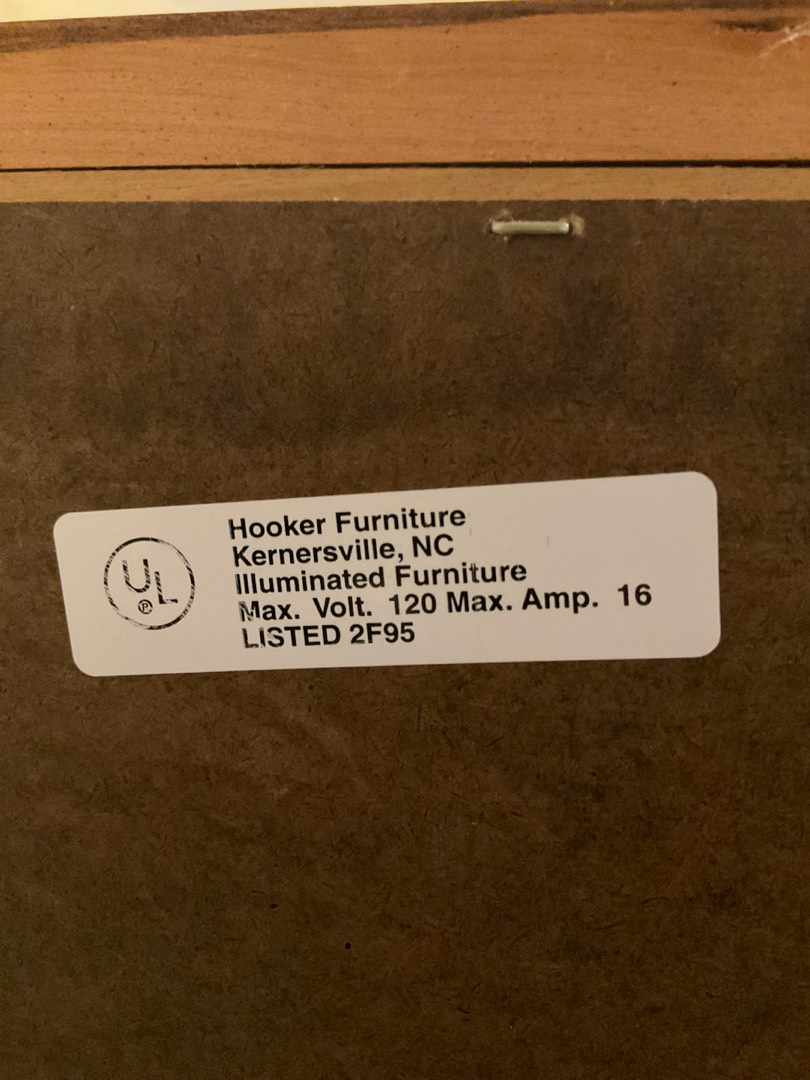 UL
®
Hooker Furniture
Kernersville, NC
Illuminated Furniture
Max. Volt. 120 Max. Amp. 16
LISTED 2F95